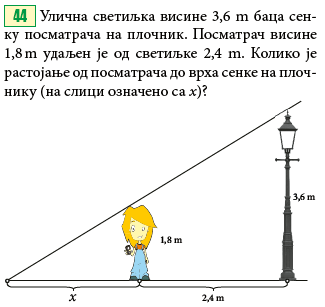 44 Улична светиљка висине 3,6 m баца сен-
ку посматрача на плочник. Посматрач висине
1,8 m удаљен је од светиљке 2,4 m. Колико је
растојање од посматрача до врха сенке на плоч-
нику (на слици означено са x)?
3,6 m
1,8 m
x 2,4 m